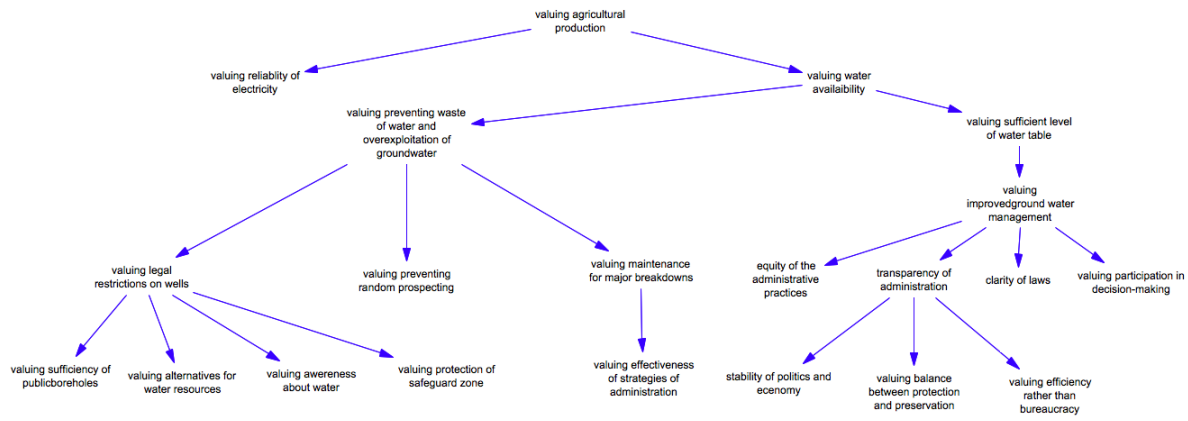 valuing agricultural
production
valuing reliablity of
electricity
valuing water
availaibility
valuing preventing waste
of water and
overexploitation of
groundwater
valuing sufficient level
of water table
valuing
improvedground water
management
valuing legal
restrictions on wells
valuing preventing
random prospecting
valuing maintenance
for major breakdowns
equity of the
administrative
practices
transparency of
administration
clarity of laws
valuing participation in
decision-making
valuing sufficiency of
publicboreholes
valuing alternatives for
water resources
valuing awereness
about water
valuing protection of
safeguard zone
valuing effectiveness
of strategies of
administration
stability of politics and
economy
valuing balance
between protection
and preservation
valuing efficiency
rather than
bureaucracy